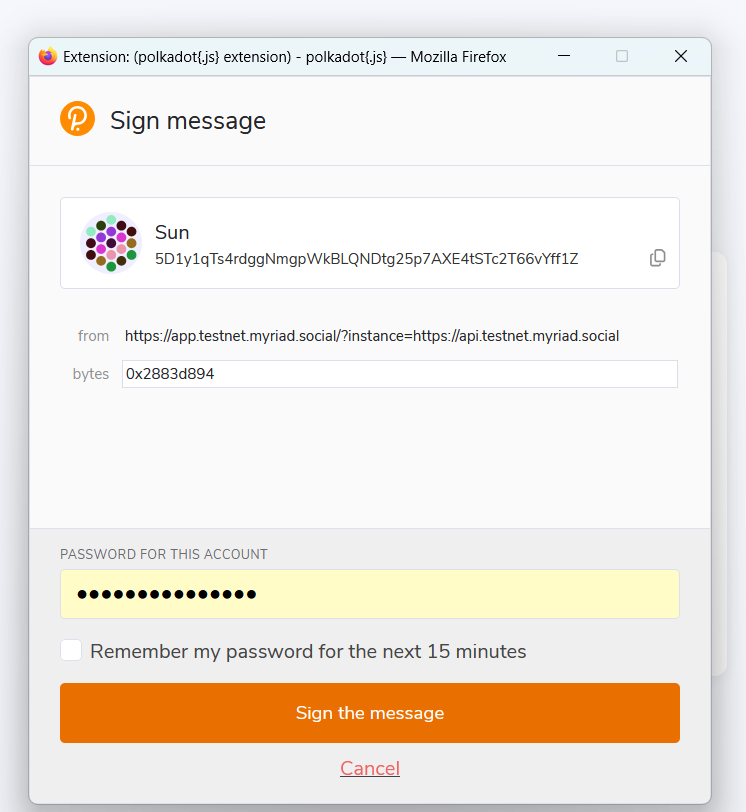 Extension: (polkadot{.js} extension) - polkadot{.js} — Mozilla Firefox
Sign message
Sun
5D1y1qTs4rdggNmgpWkBLQNDtg25p7AXE4tSTc2T66vYff1Z
from https://app.testnet.myriad.social/?instance=https://api.testnet.myriad.social
bytes 0x2883d894
PASSWORD FOR THIS ACCOUNT
●●●●●●●●●●●●●●●
Remember my password for the next 15 minutes
Sign the message
Cancel